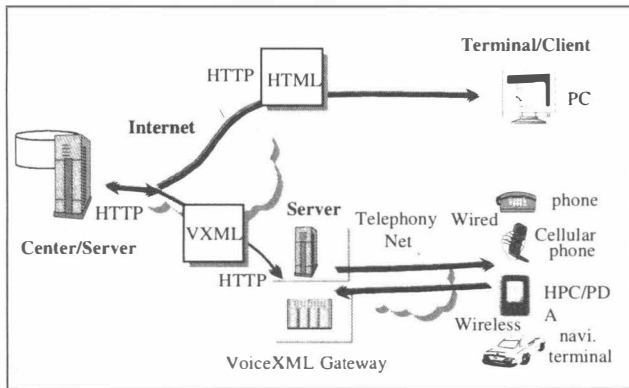 Terminal/Client
HTTP
HTML
PC
Internet
HTTP
Center/Server
VXML
HTTP
Server
Telephony
Net
Wired
phone
Cellular
phone
HPC/PD
A
Wireless
navi.
terminal
VoiceXML Gateway